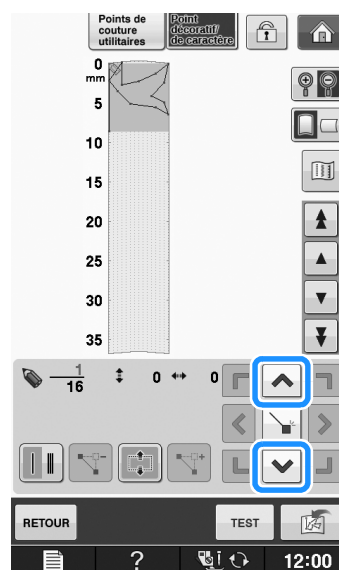 Points de
couture
utilitaires
Point
décoratif/
de caractère
0
mm
5
10
15
20
25
30
35
1
16
0
0
RETOUR
TEST
?
12:00